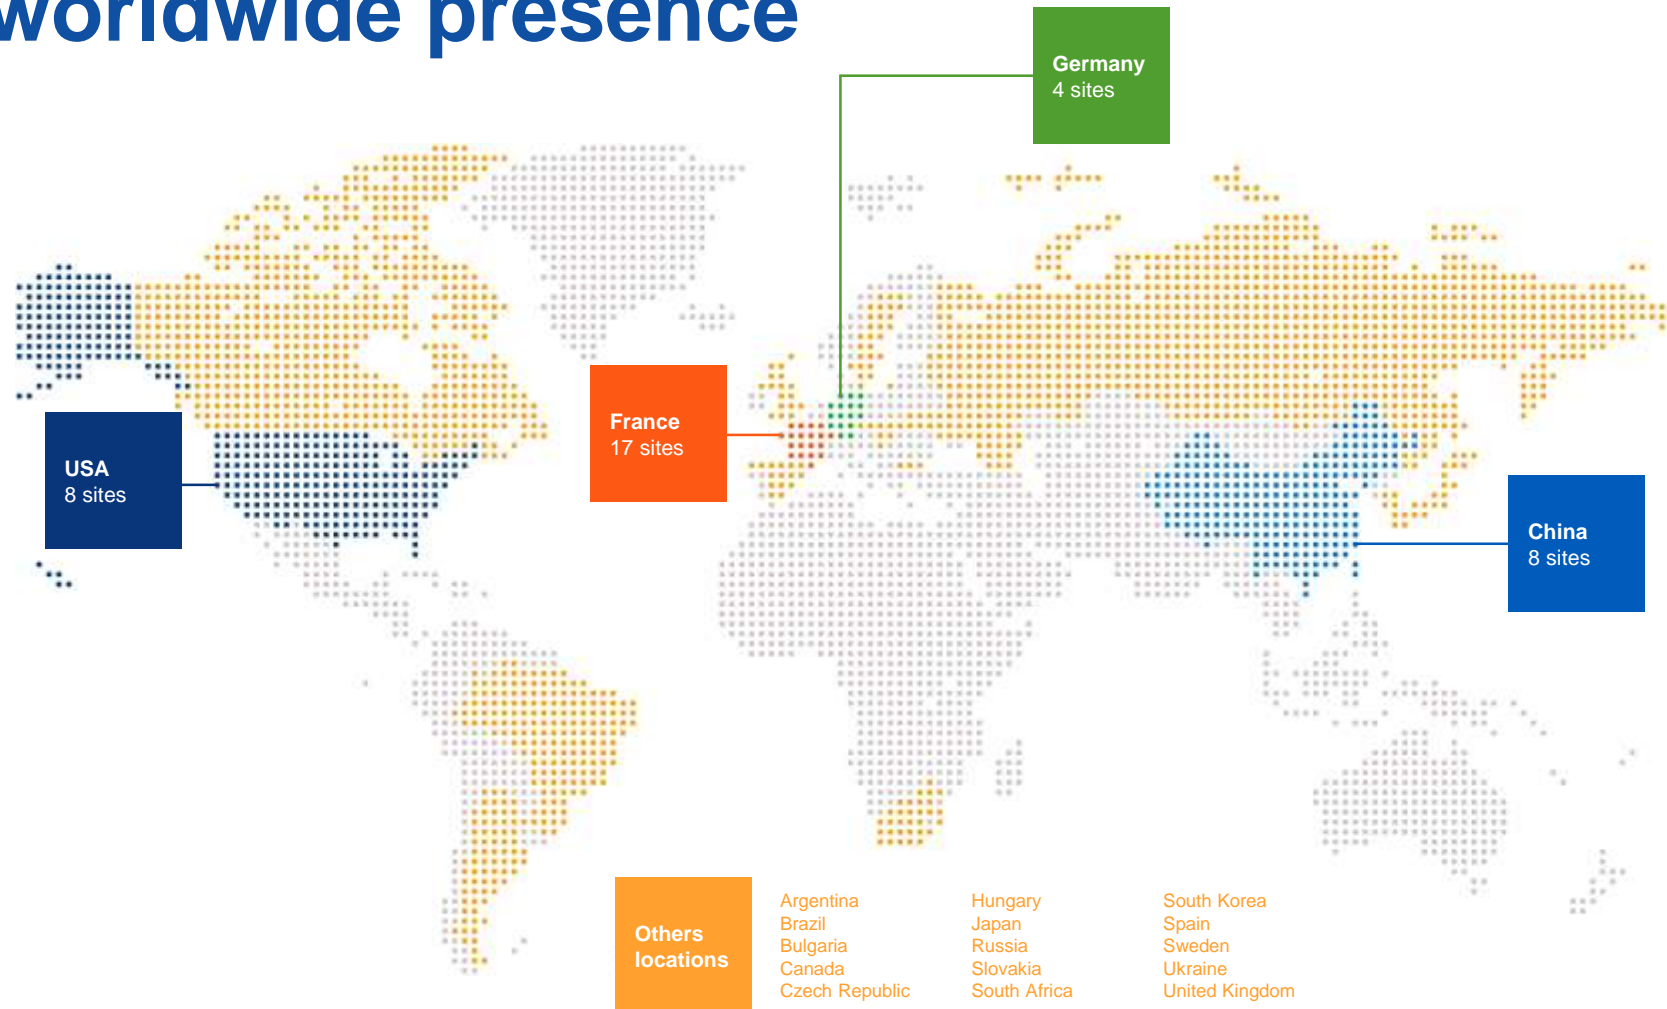 worldwide presence
Germany
4 sites
France
17 sites
USA
8 sites
China
8 sites
Others
locations
Argentina
Brazil
Bulgaria
Canada
Czech Republic
Hungary
Japan
Russia
Slovakia
South Africa
South Korea
Spain
Sweden
Ukraine
United Kingdom